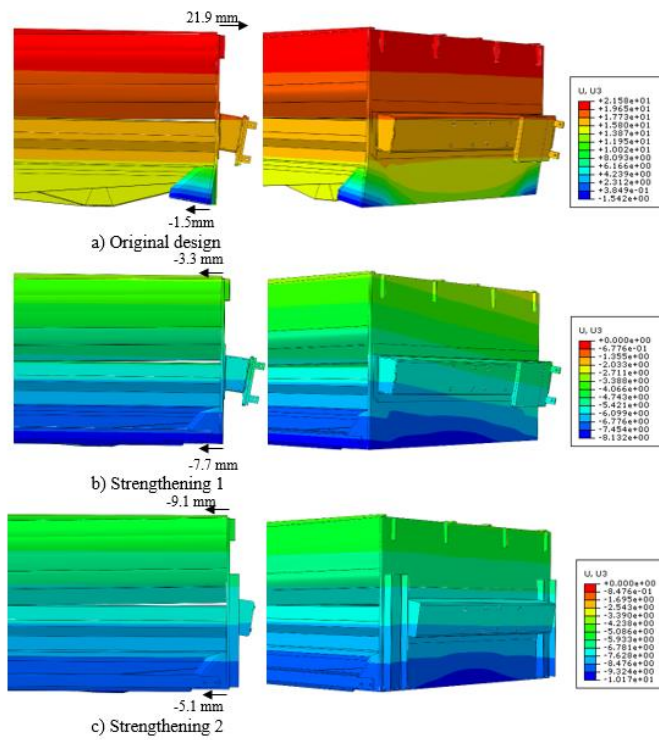 21.9 mm
U, U3
+2.158e+01
+1.965e+01
+1.773e+01
+1.580e+01
+1.387e+01
+1.195e+01
+1.002e+01
+8.093e+00
+6.166e+00
+4.239e+00
+2.312e+00
+3.849e-01
-1.542e+00
-1.5mm
a) Original design
-3.3 mm
U, U3
+0.000e+00
-6.776e-01
-1.355e+00
-2.033e+00
-2.711e+00
-3.388e+00
-4.066e+00
-4.743e+00
-5.421e+00
-6.099e+00
-6.776e+00
-7.454e+00
-8.132e+00
-7.7 mm
b) Strengthening 1
-9.1 mm
U, U3
+0.000e+00
-8.476e-01
-1.695e+00
-2.543e+00
-3.390e+00
-4.238e+00
-5.086e+00
-5.933e+00
-6.781e+00
-7.628e+00
-8.476e+00
-9.324e+00
-1.017e+01
-5.1 mm
c) Strengthening 2